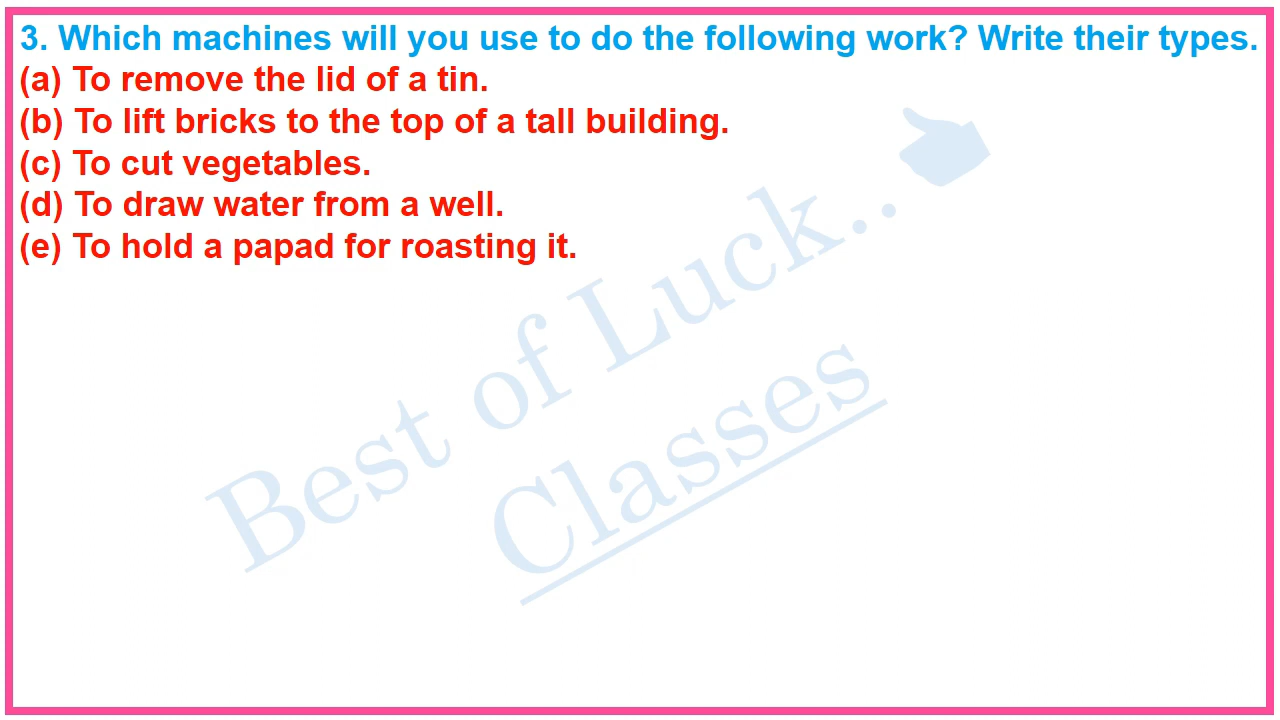 3. Which machines will you use to do the following work? Write their types.
(a) To remove the lid of a tin.
(b) To lift bricks to the top of a tall building.
(c) To cut vegetables.
(d) To draw water from a well.
(e) To hold a papad for roasting it.
Best of Luck..
Classes